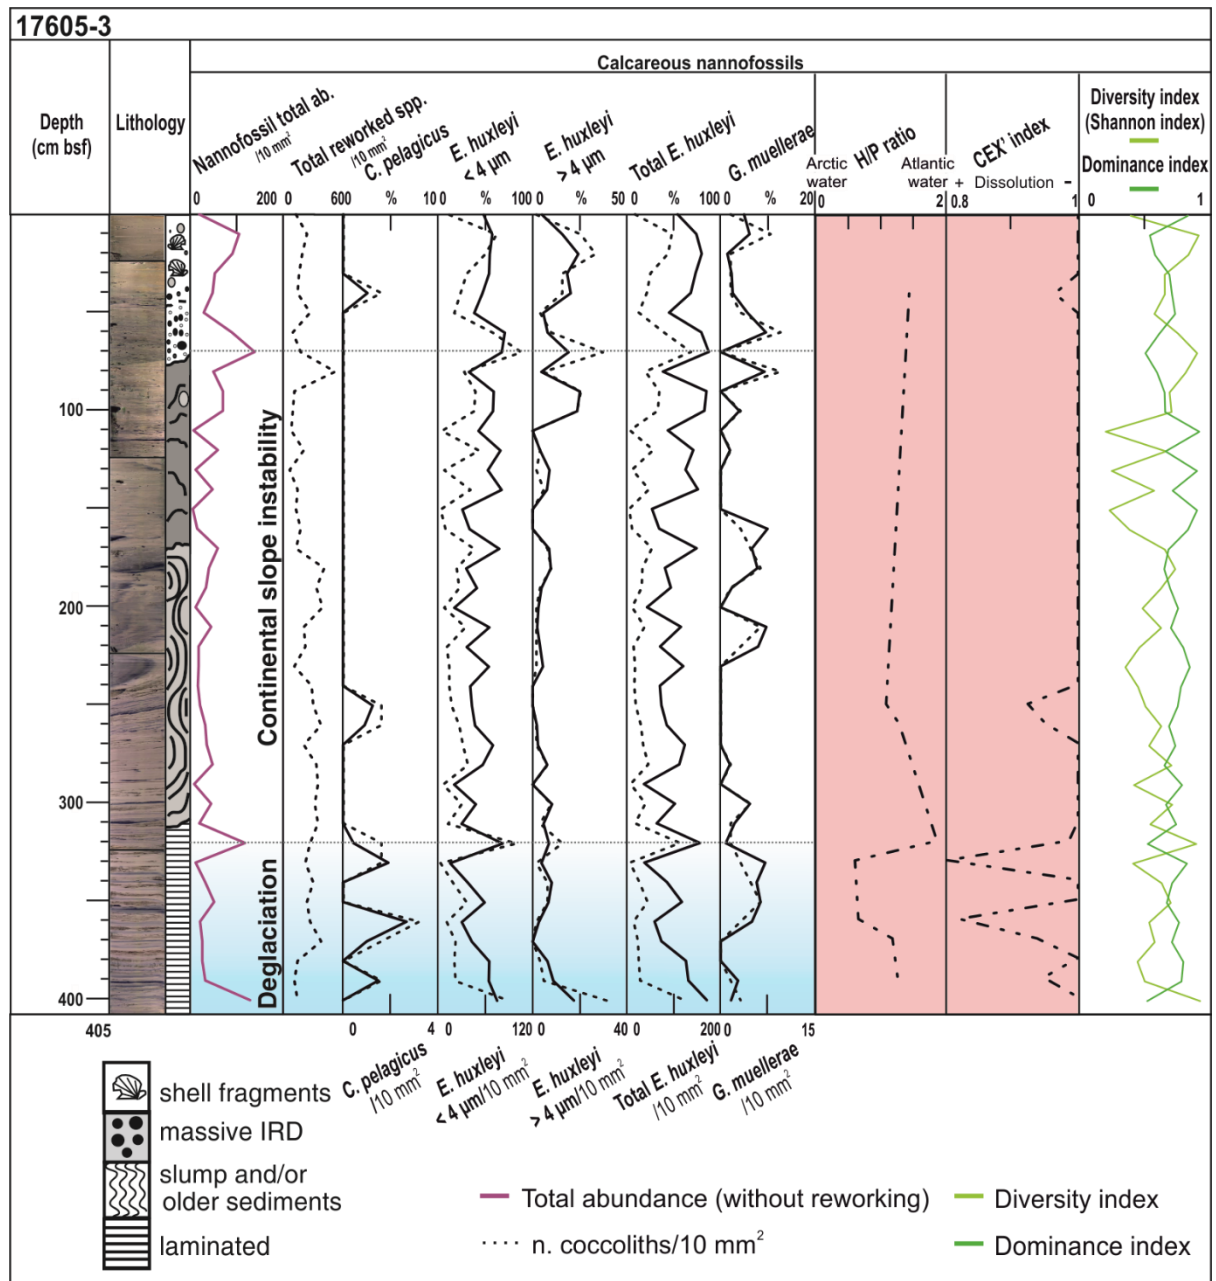 17605-3
Calcareous nannofossils
Depth
(cm bsf)
Lithology
Nannofossil total ab.
/10 mm²
Total reworked spp.
/10 mm²
C. pelagicus
E. huxleyi
< 4 µm
E. huxleyi
> 4 µm
Total E. huxleyi
G. muellerae
H/P ratio
Arctic
water
Atlantic
water
CEX' index
+ Dissolution -
Diversity index
(Shannon index)
Dominance index
0 200 0 600 % 10 0 % 100 0 % 50 0 % 100 0 % 20 0 2 0.8 1 0 1
100
200
300
400
405
Continental slope instability
Deglaciation
0 4 0 120 0 40 0 200 0 15
C. pelagicus
/10 mm²
E. huxleyi
< 4 µm/10 mm²
E. huxleyi
> 4 µm/10 mm²
Total E. huxleyi
/10 mm²
G. muellerae
/10 mm²
shell fragments
massive IRD
slump and/or
older sediments
laminated
Total abundance (without reworking)
n. coccoliths/10 mm²
Diversity index
Dominance index